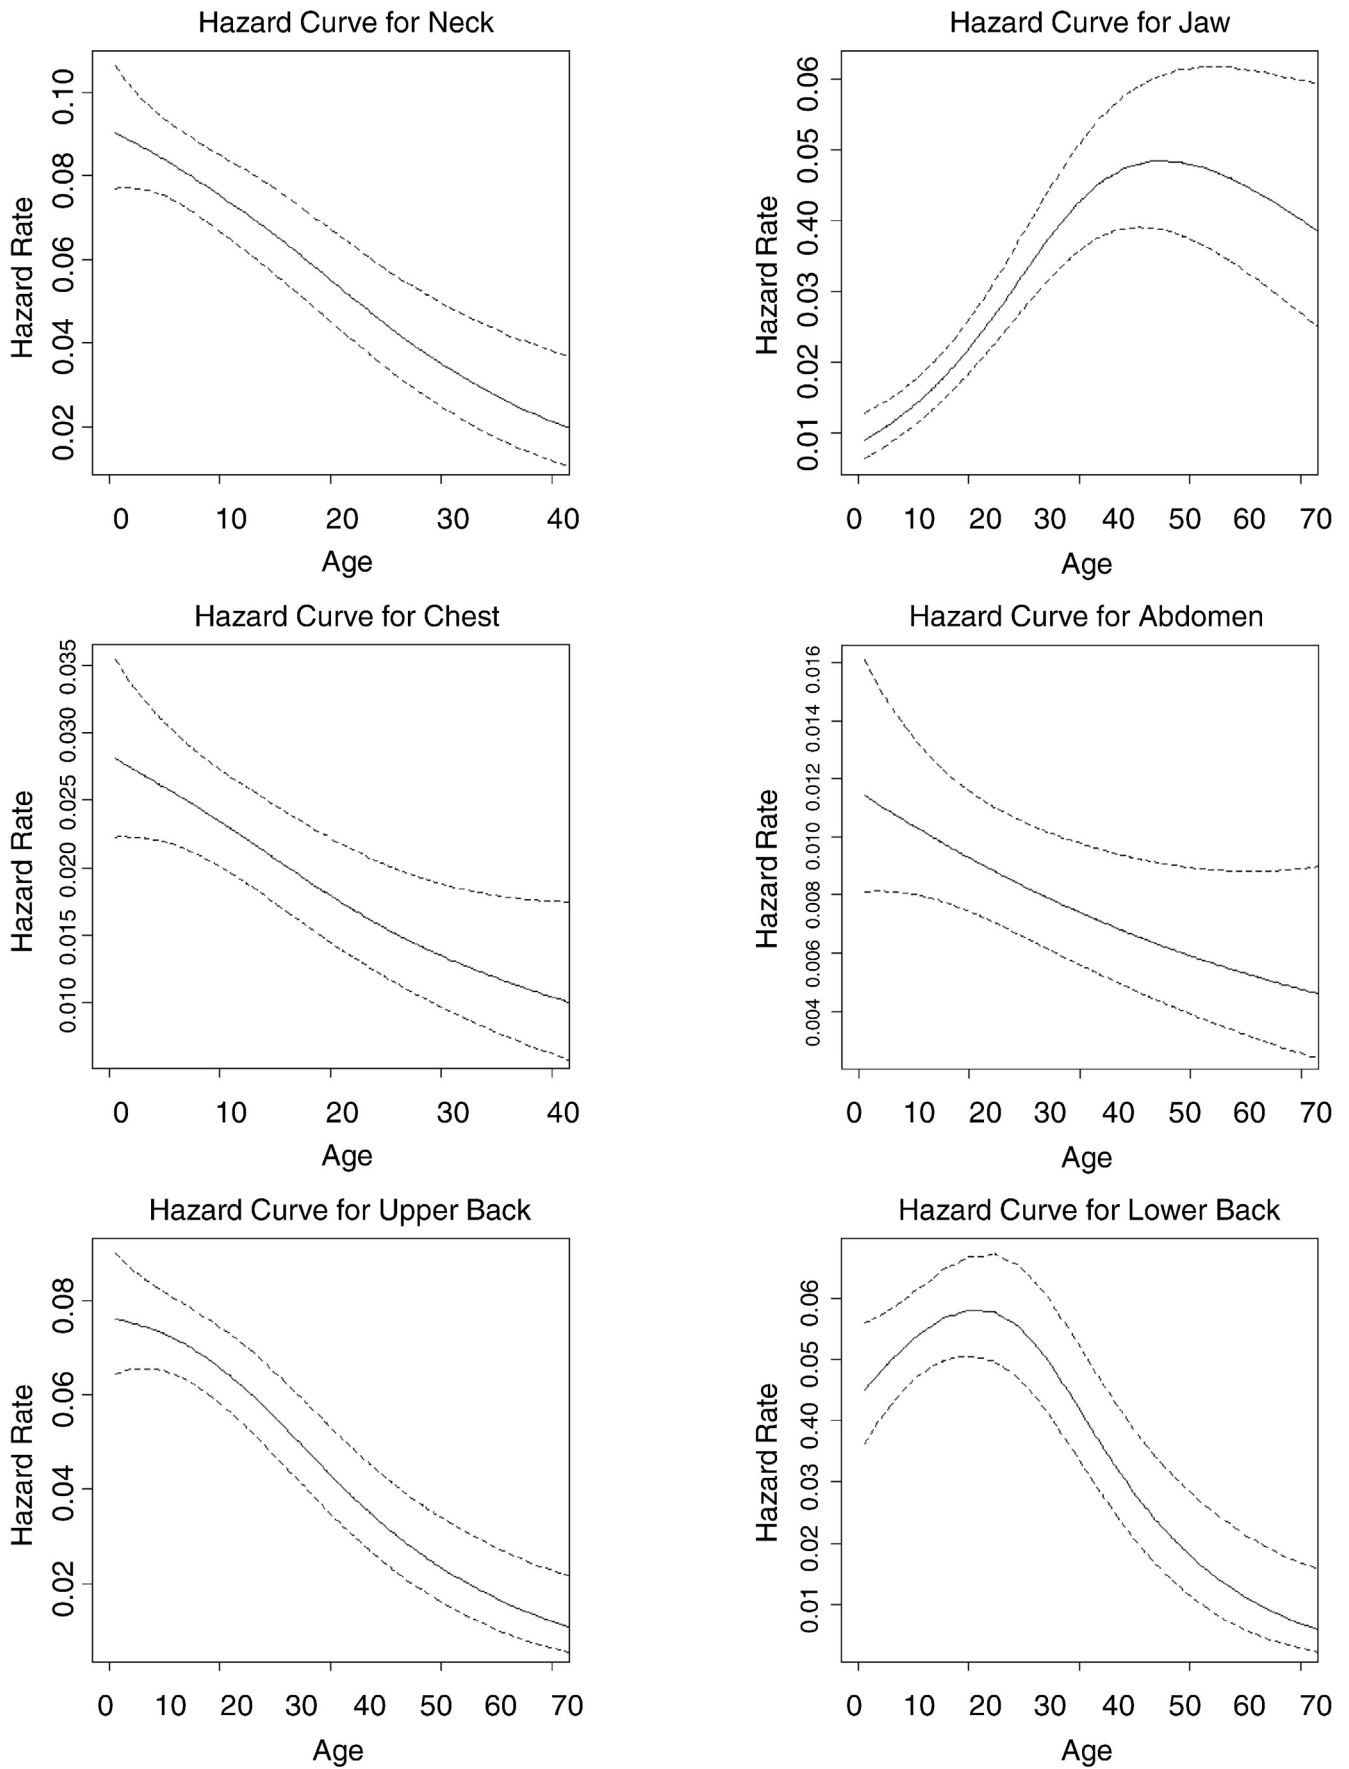 Hazard Curve for Neck
Hazard Rate
0.10
0.08
0.06
0.04
0.02
0 10 20 30 40
Age
Hazard Curve for Jaw
Hazard Rate
0.06
0.05
0.40
0.03
0.02
0.01
0 10 20 30 40 50 60 70
Age
Hazard Curve for Chest
Hazard Rate
0.035
0.030
0.025
0.020
0.015
0.010
0 10 20 30 40
Age
Hazard Curve for Abdomen
Hazard Rate
0.016
0.014
0.012
0.010
0.008
0.006
0.004
0 10 20 30 40 50 60 70
Age
Hazard Curve for Upper Back
Hazard Rate
0.08
0.06
0.04
0.02
0 10 20 30 40 50 60 70
Age
Hazard Curve for Lower Back
Hazard Rate
0.06
0.05
0.40
0.03
0.02
0.01
0 10 20 30 40 50 60 70
Age